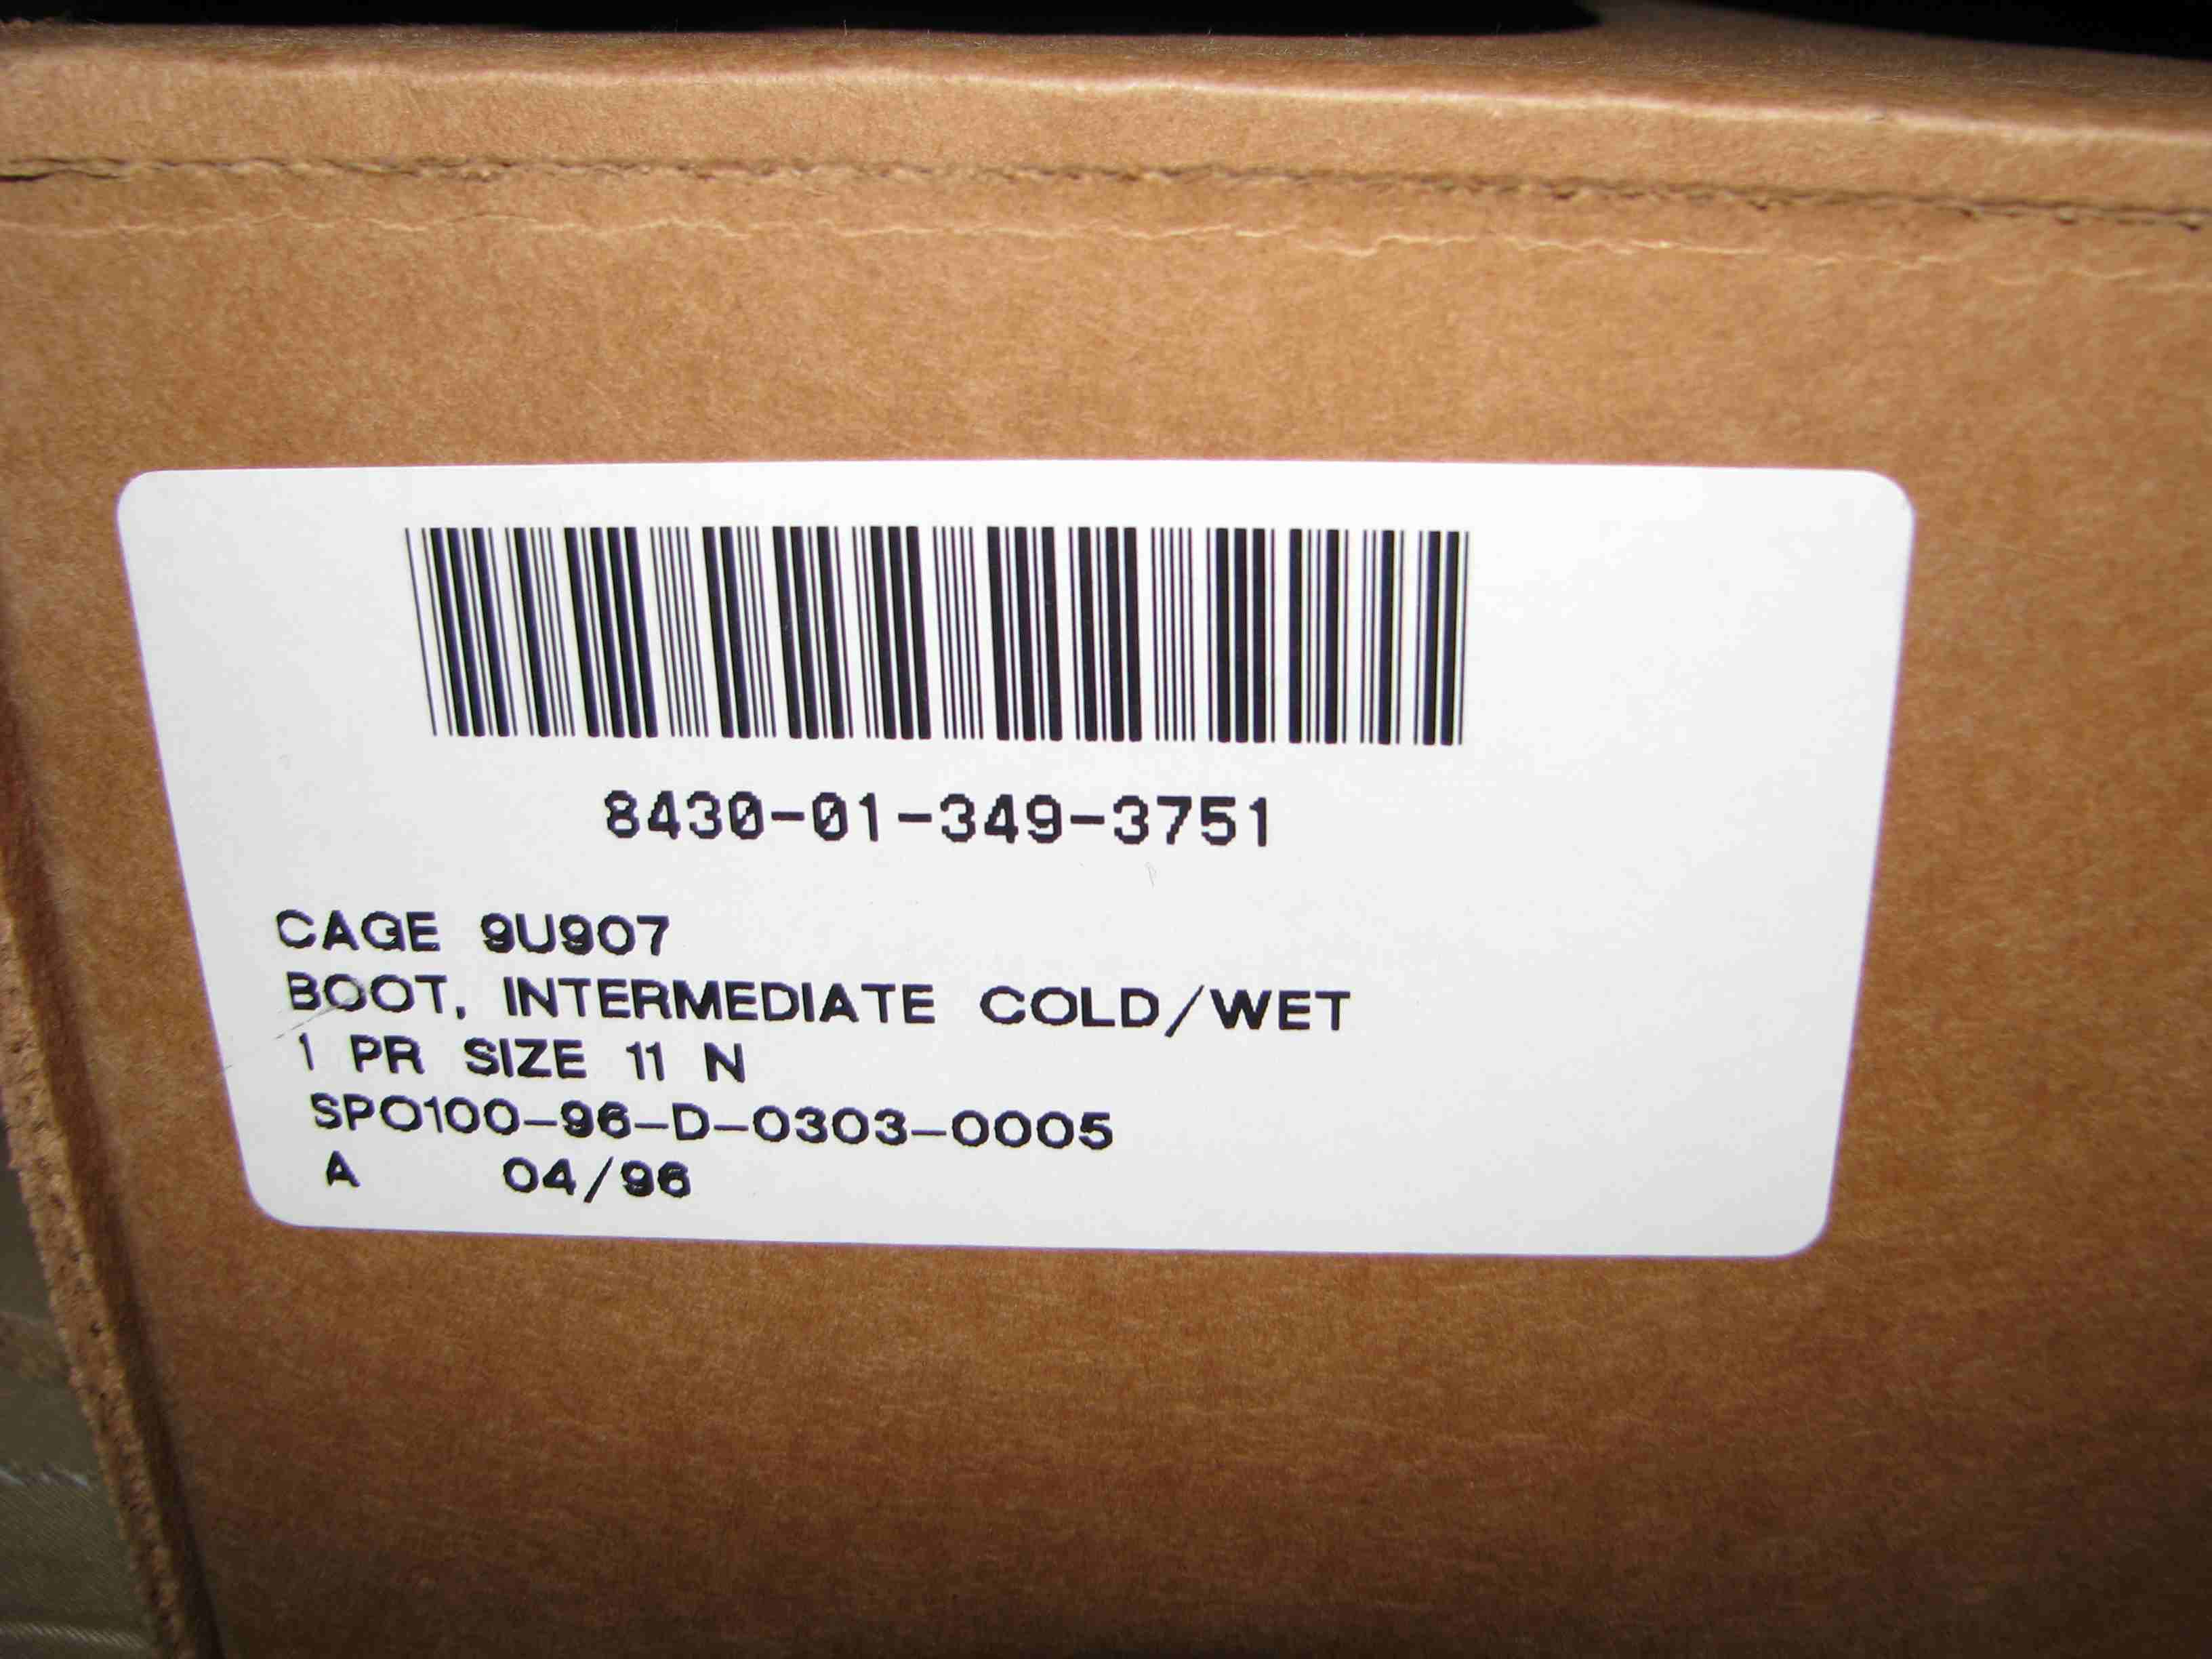 8430-01-349-3751
CAGE 9U907
BOOT, INTERMEDIATE COLD/WET
1 PR SIZE 11 N
SPO100-96-D-0303-0005
A 04/96